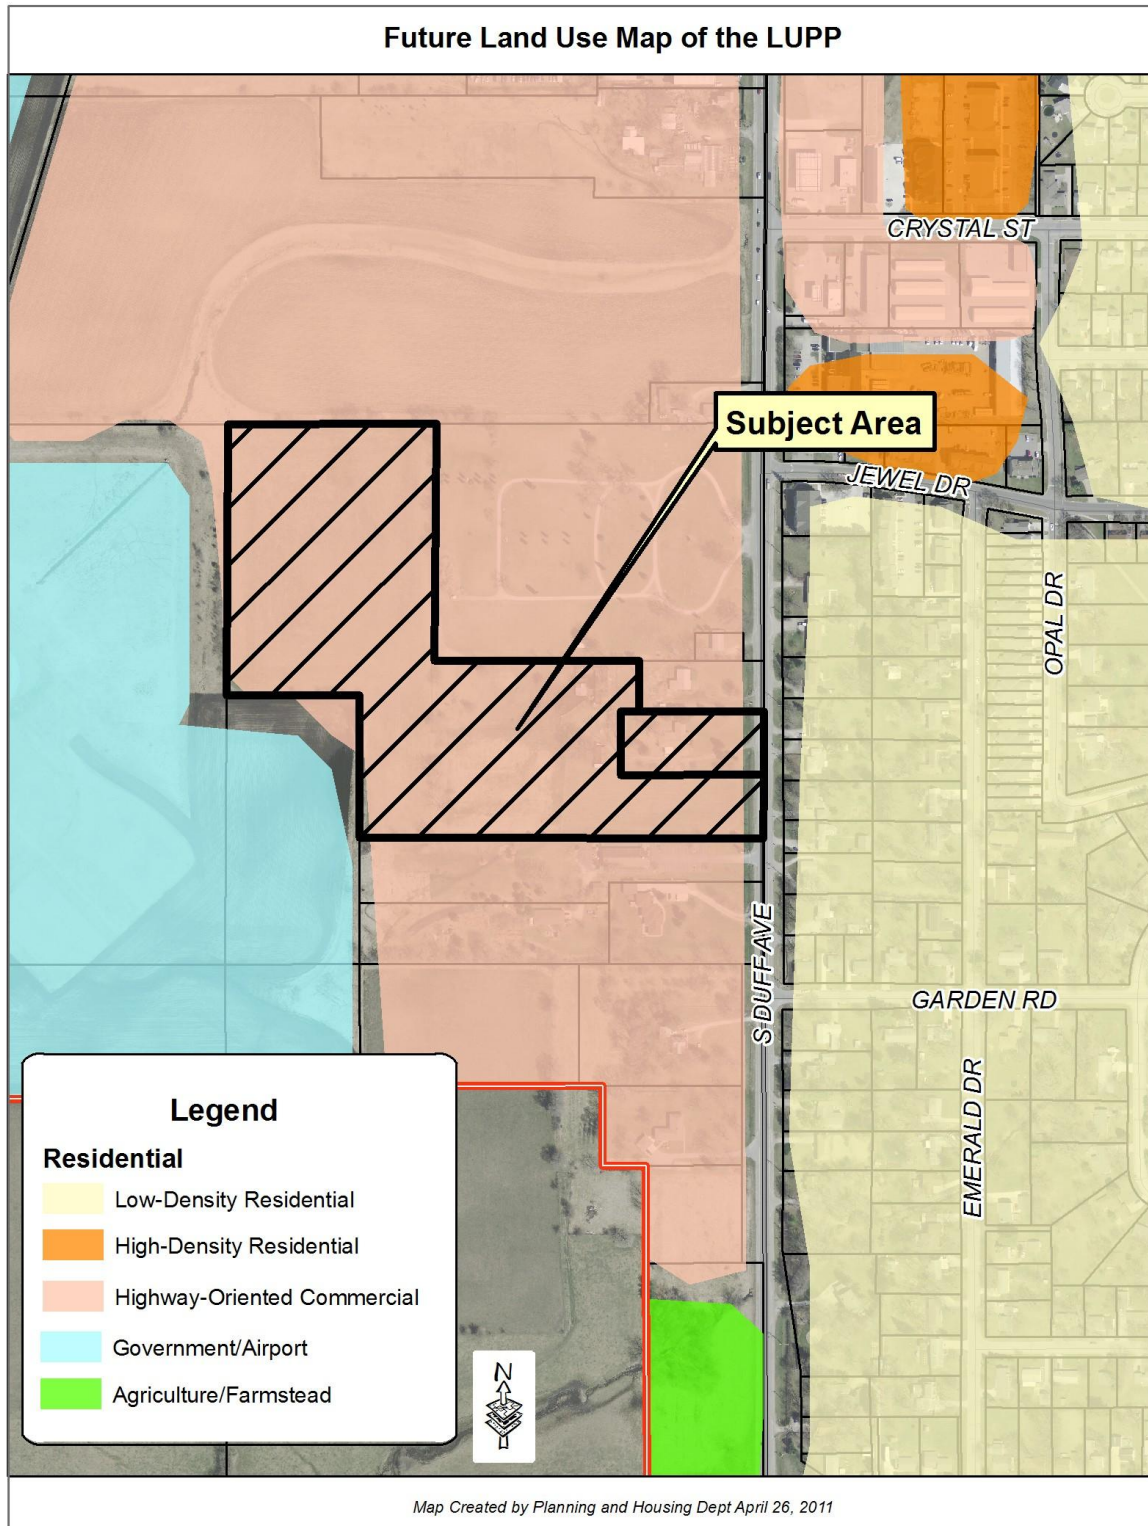 Future Land Use Map of the LUPP
CRYSTAL ST
Subject Area
JEWEL DR
OPAL DR
S DUFF AVE
GARDEN RD
EMERALD DR
Legend
Residential
Low-Density Residential
High-Density Residential
Highway-Oriented Commercial
Government/Airport
Agriculture/Farmstead
N
Map Created by Planning and Housing Dept April 26, 2011